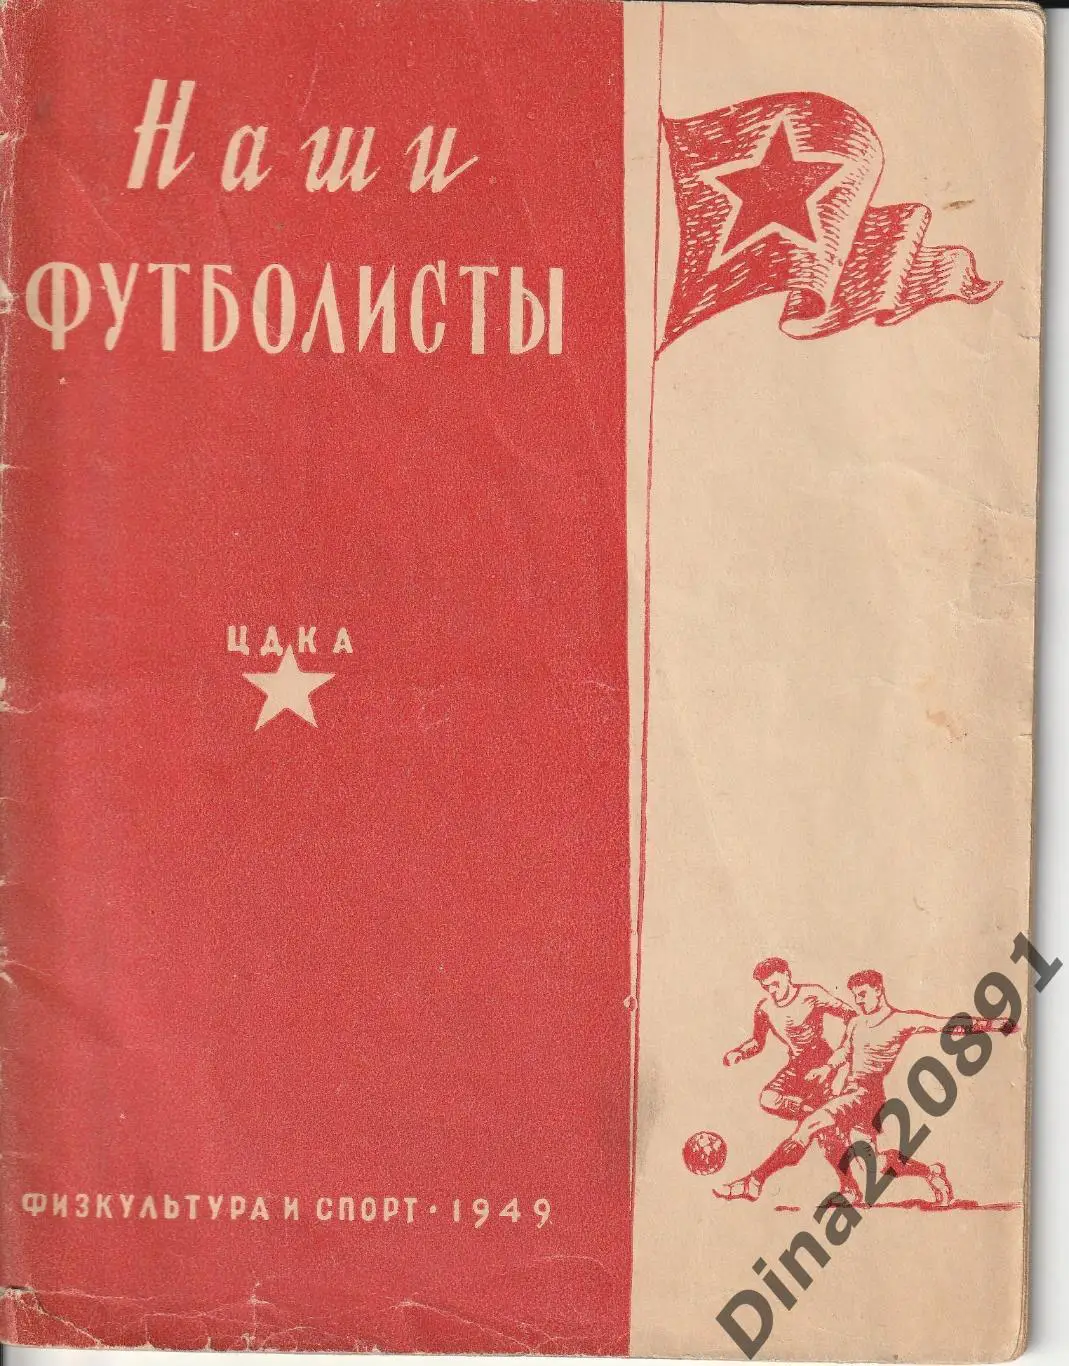 Наши
ФУТБОЛИСТЫ
ЦДКА
ФИЗКУЛЬТУРА И СПОРТ · 1949
Dina220891